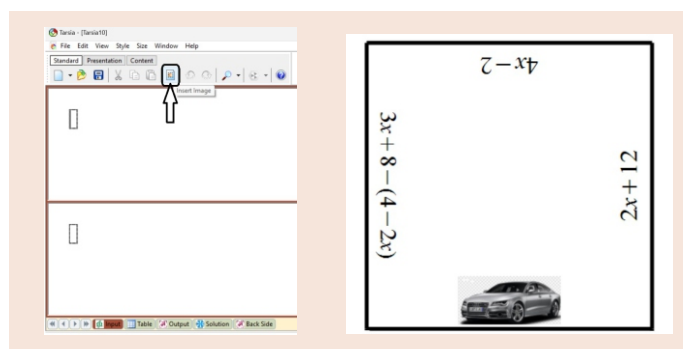 Tarsia - [Tarsia10]
File Edit View Style Size Window Help
Standard Presentation Content
Insert Image
Input Table Output Solution Back Side
4x − 2
3x + 8 − (4 − 2x)
2x + 12